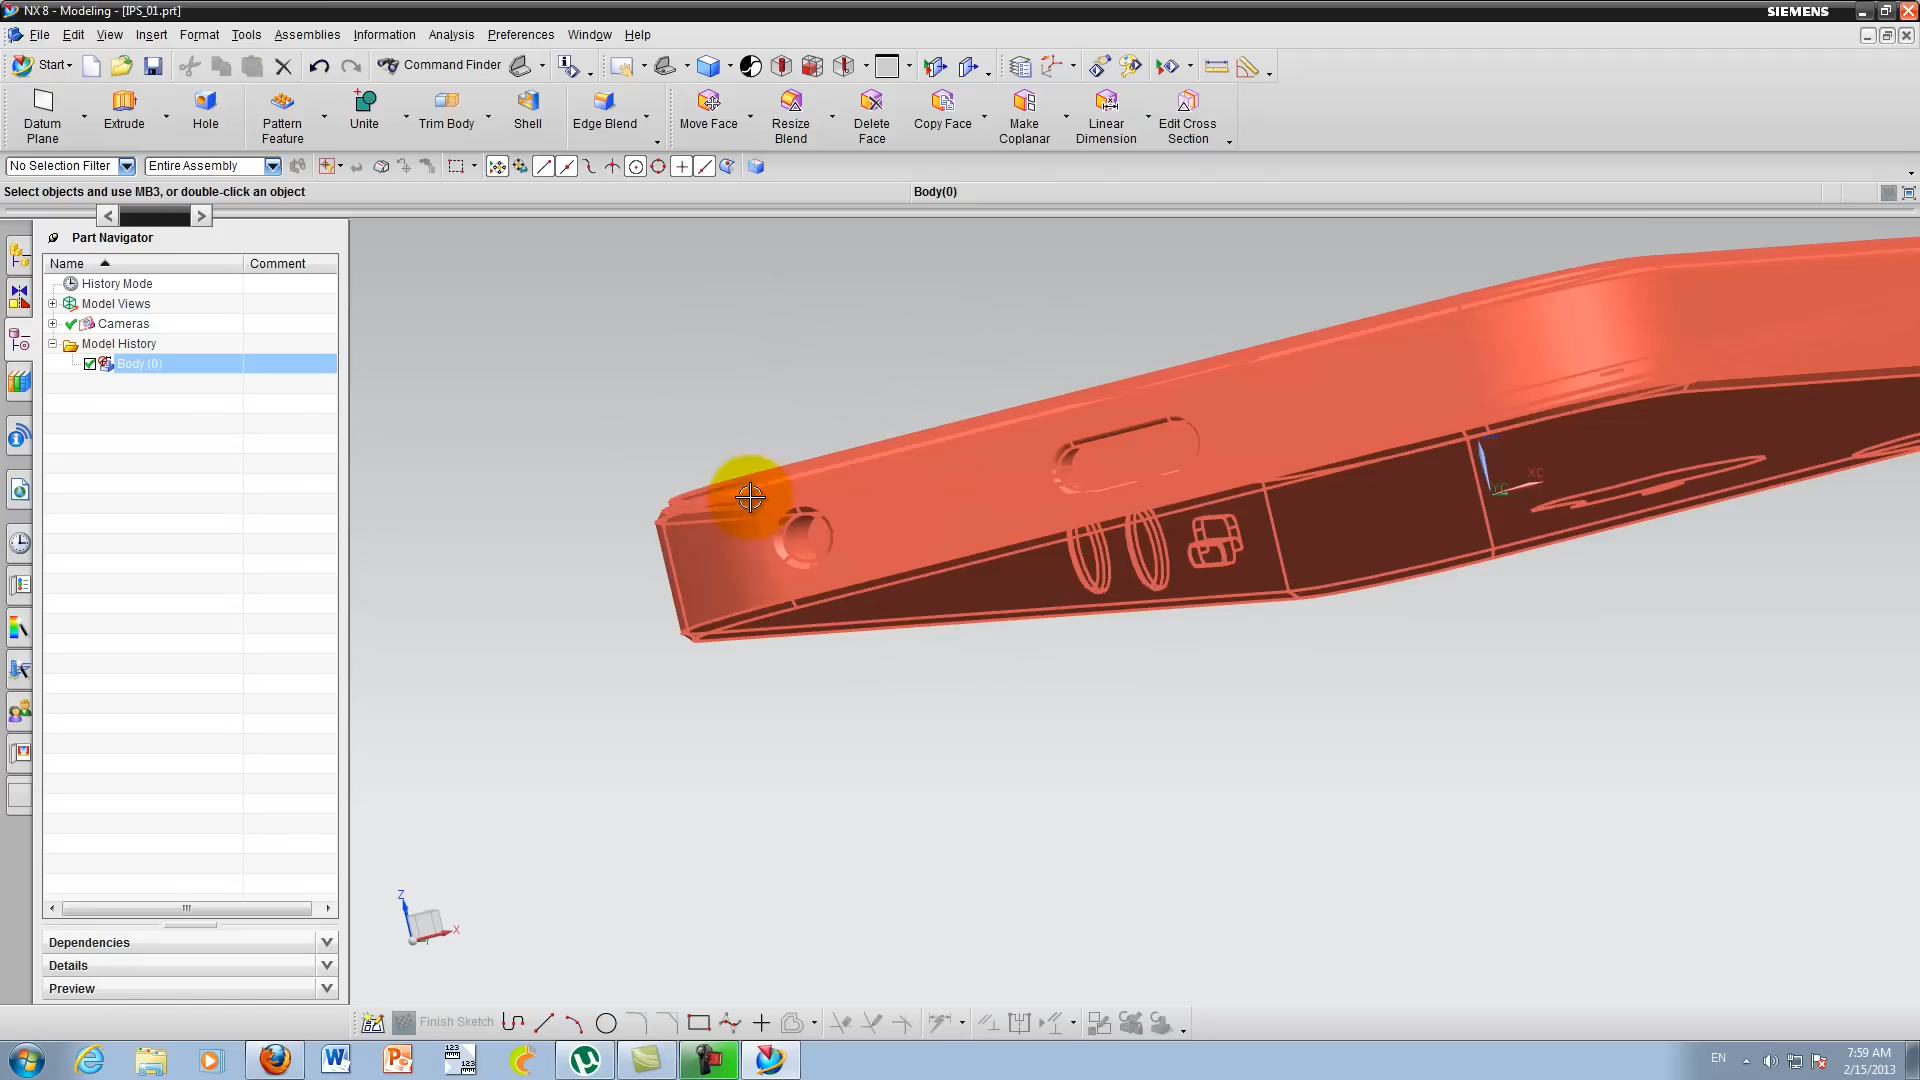 NX 8 - Modeling - [IPS_01.prt]
SIEMENS
File Edit View Insert Format Tools Assemblies Information Analysis Preferences Window Help
Start Command Finder
Datum Plane
Extrude
Hole
Pattern Feature
Unite
Trim Body
Shell
Edge Blend
Move Face
Resize Blend
Delete Face
Copy Face
Make Coplanar
Linear Dimension
Edit Cross Section
No Selection Filter
Entire Assembly
Select objects and use MB3, or double-click an object
Body(0)
Part Navigator
Name Comment
History Mode
Model Views
Cameras
Model History
Body (0)
XC
YC
Z
X
Dependencies
Details
Preview
Finish Sketch
123
123
EN
7:59 AM
2/15/2013